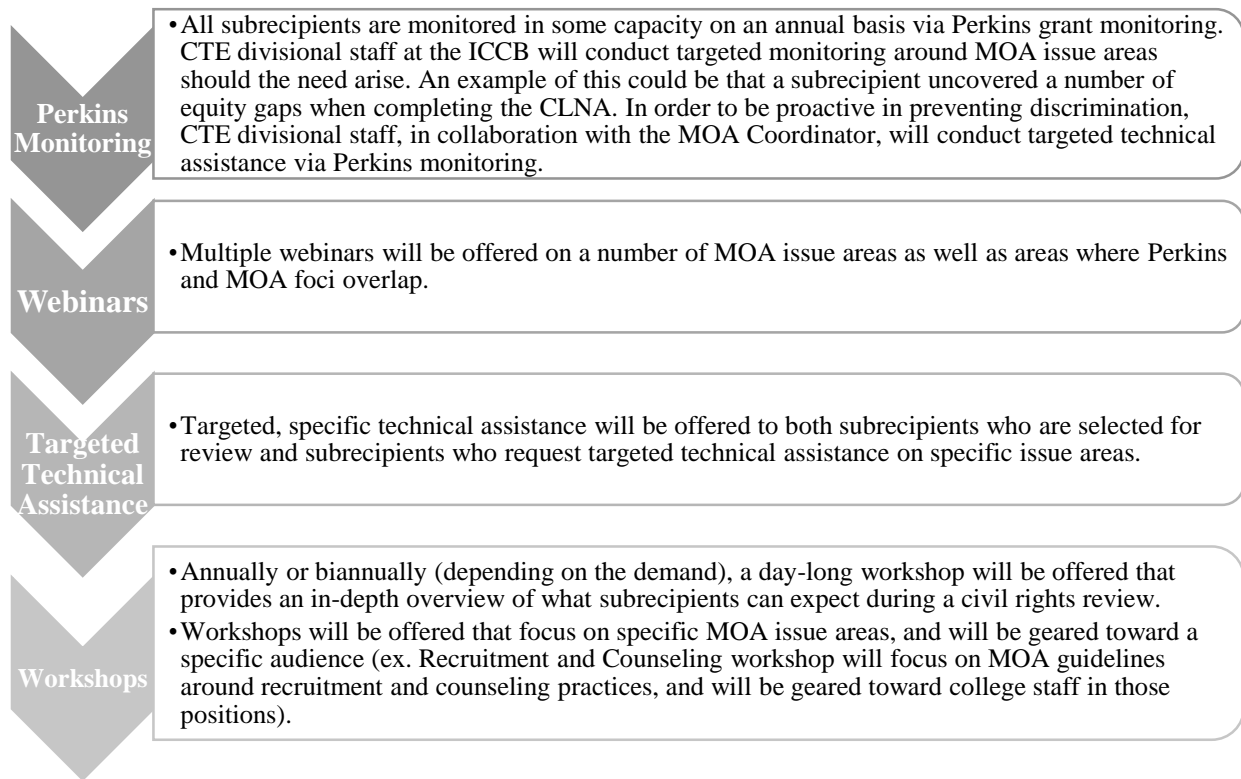 Perkins
Monitoring
•All subrecipients are monitored in some capacity on an annual basis via Perkins grant monitoring.
CTE divisional staff at the ICCB will conduct targeted monitoring around MOA issue areas
should the need arise. An example of this could be that a subrecipient uncovered a number of
equity gaps when completing the CLNA. In order to be proactive in preventing discrimination,
CTE divisional staff, in collaboration with the MOA Coordinator, will conduct targeted technical
assistance via Perkins monitoring.
Webinars
•Multiple webinars will be offered on a number of MOA issue areas as well as areas where Perkins
and MOA foci overlap.
Targeted
Technical
Assistance
•Targeted, specific technical assistance will be offered to both subrecipients who are selected for
review and subrecipients who request targeted technical assistance on specific issue areas.
Workshops
•Annually or biannually (depending on the demand), a day-long workshop will be offered that
provides an in-depth overview of what subrecipients can expect during a civil rights review.
•Workshops will be offered that focus on specific MOA issue areas, and will be geared toward a
specific audience (ex. Recruitment and Counseling workshop will focus on MOA guidelines
around recruitment and counseling practices, and will be geared toward college staff in those
positions).